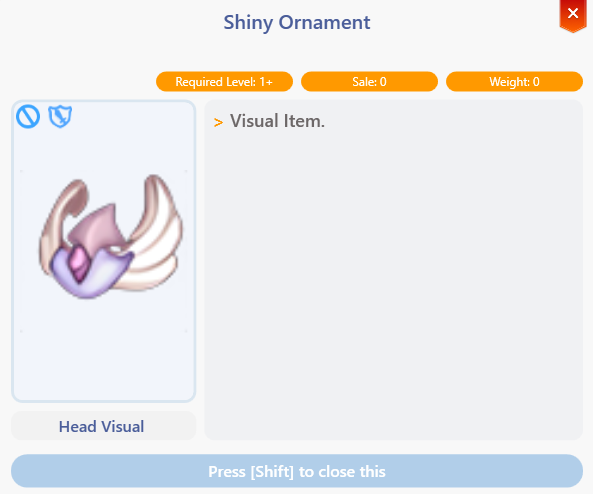 Shiny Ornament
Required Level: 1+
Sale: 0
Weight: 0
> Visual Item.
Head Visual
Press [Shift] to close this